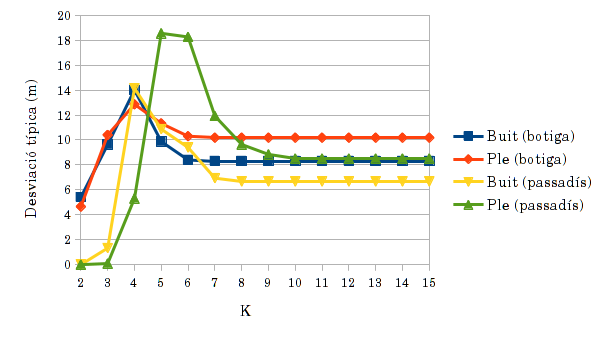 20
18
16
14
12
10
8
6
4
2
0
Desviació típica (m)
2 3 4 5 6 7 8 9 10 11 12 13 14 15
K
Buit (botiga)
Ple (botiga)
Buit (passadís)
Ple (passadís)